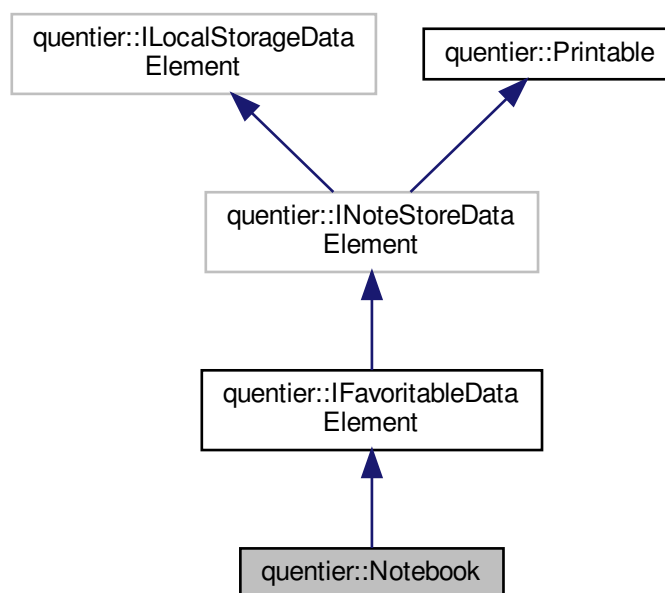 quentier::ILocalStorageData
Element
quentier::Printable
quentier::INoteStoreData
Element
quentier::IFavoritableData
Element
quentier::Notebook